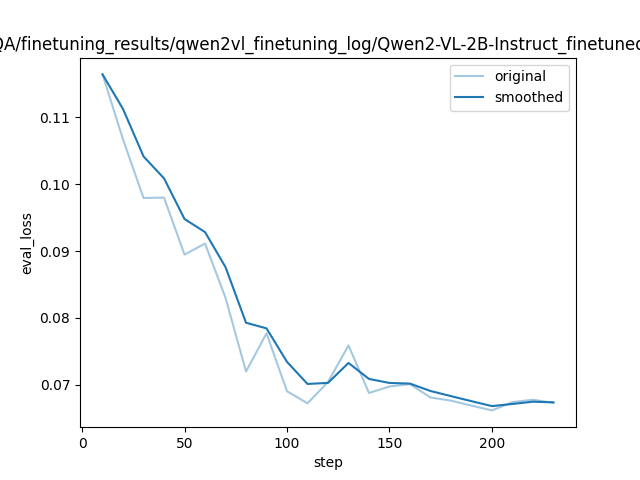 QA/finetuning_results/qwen2vl_finetuning_log/Qwen2-VL-2B-Instruct_finetuned
original
smoothed
0.11
0.10
0.09
0.08
0.07
eval_loss
0
50
100
150
200
step